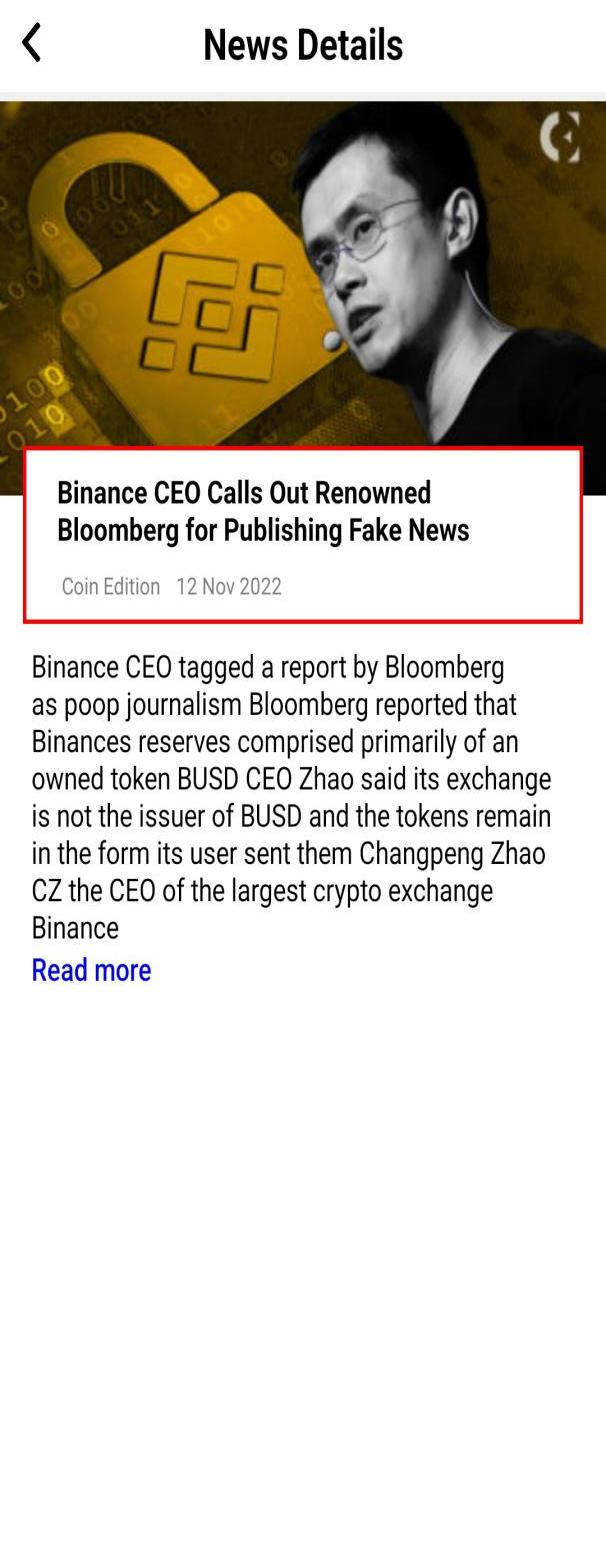 News Details
Binance CEO Calls Out Renowned
Bloomberg for Publishing Fake News
Coin Edition 12 Nov 2022
Binance CEO tagged a report by Bloomberg
as poop journalism Bloomberg reported that
Binances reserves comprised primarily of an
owned token BUSD CEO Zhao said its exchange
is not the issuer of BUSD and the tokens remain
in the form its user sent them Changpeng Zhao
CZ the CEO of the largest crypto exchange
Binance
Read more